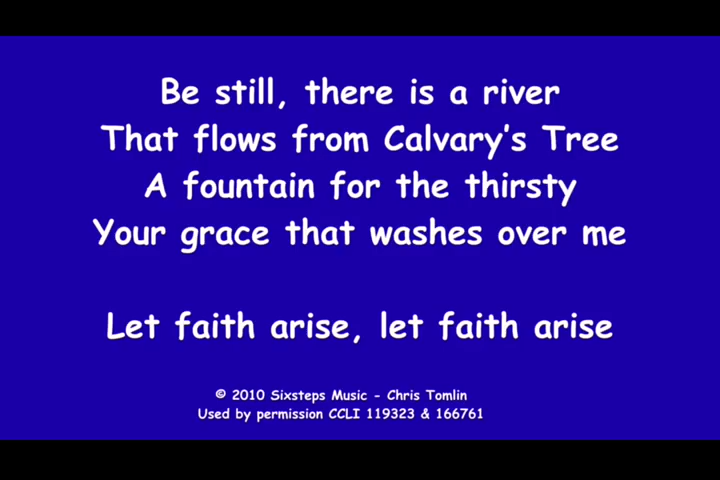 Be still, there is a river
That flows from Calvary's Tree
A fountain for the thirsty
Your grace that washes over me
Let faith arise, let faith arise
© 2010 Sixsteps Music - Chris Tomlin
Used by permission CCLI 119323 & 166761